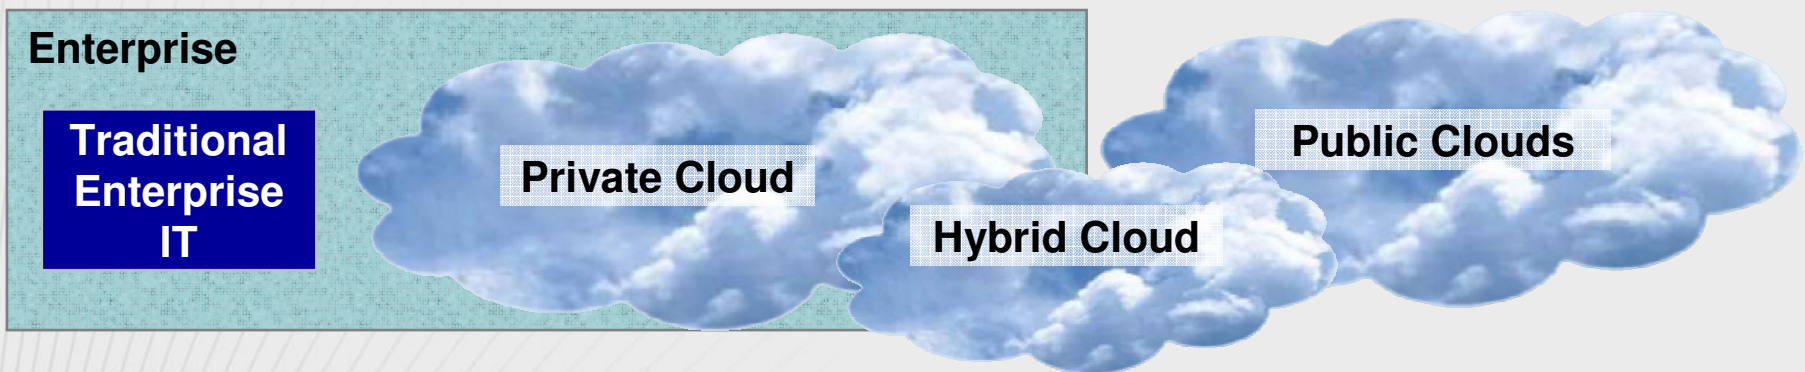 Enterprise
Traditional
Enterprise
IT
Private Cloud
Hybrid Cloud
Public Clouds